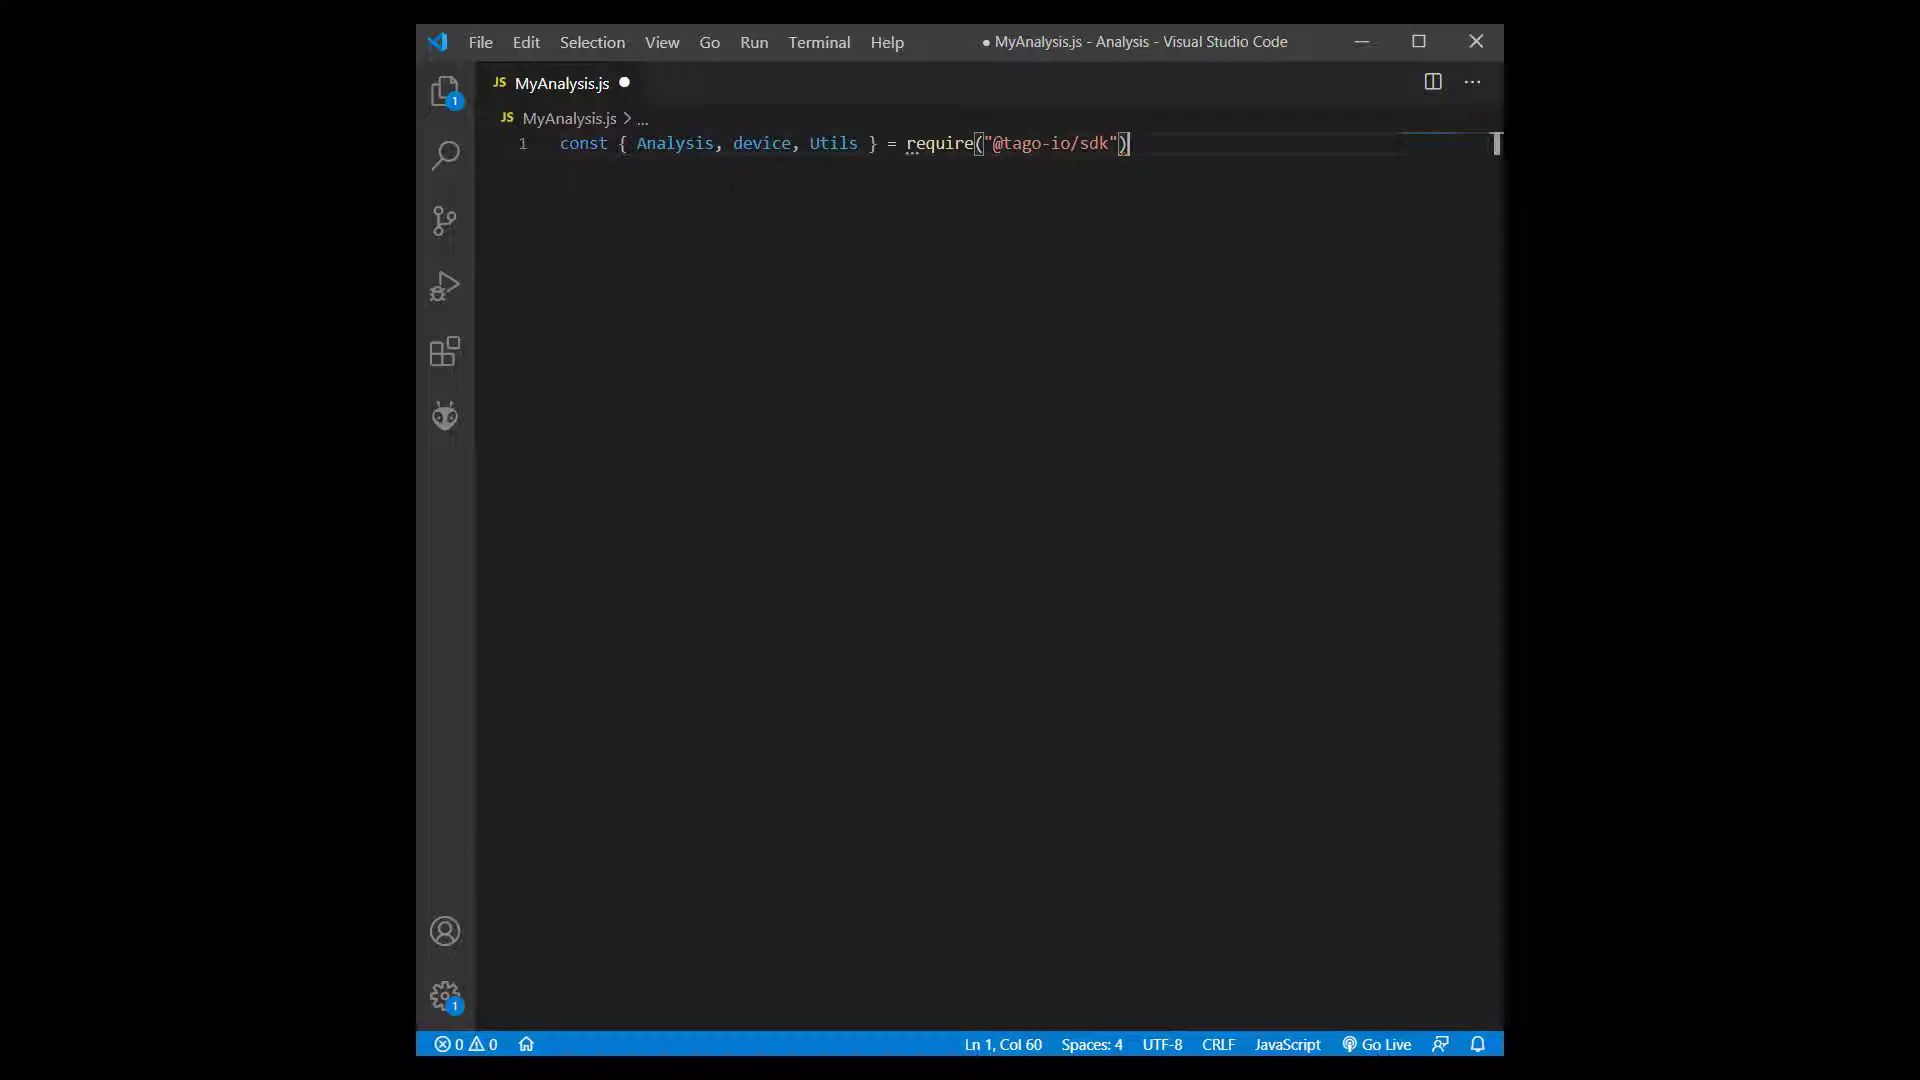 File Edit Selection View Go Run Terminal Help ● MyAnalysis.js - Analysis - Visual Studio Code
JS MyAnalysis.js ●
JS MyAnalysis.js > ...
1 const { Analysis, device, Utils } = require("@tago-io/sdk")
1
1
0 0 Ln 1, Col 60 Spaces: 4 UTF-8 CRLF JavaScript Go Live